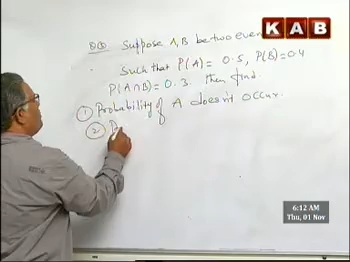 KAB
Suppose A, B be two even
Such that P(A) = 0.5, P(B) = 0.4
P(A∩B) = 0.3. Then find.
① Probability of A doesn't occur.
② P
6:12 AM
Thu, 01 Nov